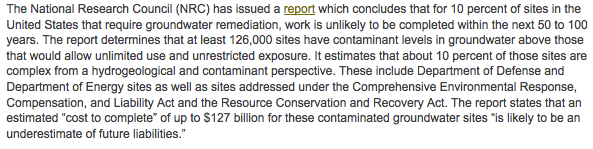 The National Research Council (NRC) has issued a report which concludes that for 10 percent of sites in the
United States that require groundwater remediation, work is unlikely to be completed within the next 50 to 100
years. The report determines that at least 126,000 sites have contaminant levels in groundwater above those
that would allow unlimited use and unrestricted exposure. It estimates that about 10 percent of those sites are
complex from a hydrogeological and contaminant perspective. These include Department of Defense and
Department of Energy sites as well as sites addressed under the Comprehensive Environmental Response,
Compensation, and Liability Act and the Resource Conservation and Recovery Act. The report states that an
estimated “cost to complete” of up to $127 billion for these contaminated groundwater sites “is likely to be an
underestimate of future liabilities.”